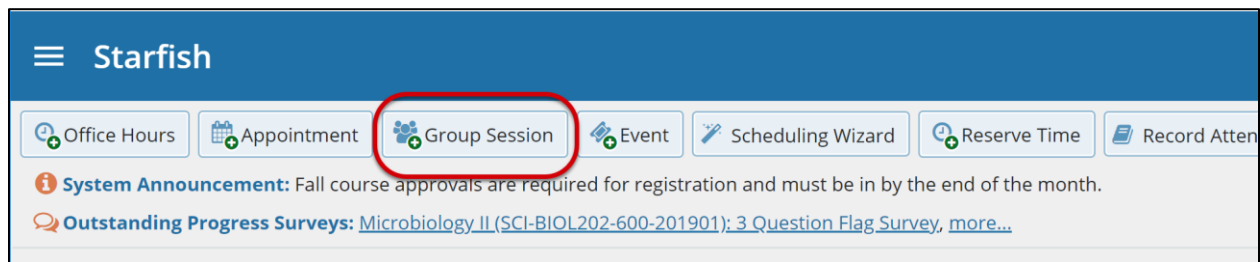 Starfish
Office Hours Appointment Group Session Event Scheduling Wizard Reserve Time Record Atten
System Announcement: Fall course approvals are required for registration and must be in by the end of the month.
Outstanding Progress Surveys: Microbiology II (SCI-BIOL202-600-201901): 3 Question Flag Survey, more...